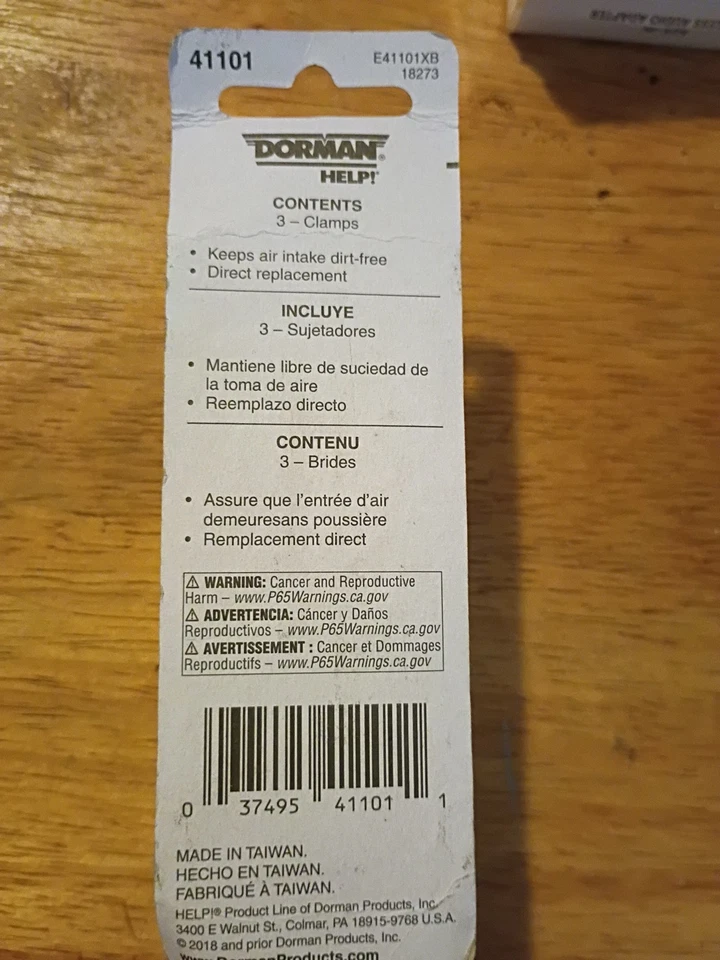 41101
E41101XB
18273
DORMAN®
HELP!®
CONTENTS
3 – Clamps
• Keeps air intake dirt-free
• Direct replacement
INCLUYE
3 – Sujetadores
• Mantiene libre de suciedad de
la toma de aire
• Reemplazo directo
CONTENU
3 – Brides
• Assure que l'entrée d'air
demeuresans poussière
• Remplacement direct
⚠ WARNING: Cancer and Reproductive
Harm – www.P65Warnings.ca.gov
⚠ ADVERTENCIA: Cáncer y Daños
Reproductivos – www.P65Warnings.ca.gov
⚠ AVERTISSEMENT : Cancer et Dommages
Reproductifs – www.P65Warnings.ca.gov
0 37495 41101 1
MADE IN TAIWAN.
HECHO EN TAIWAN.
FABRIQUÉ À TAIWAN.
HELP!® Product Line of Dorman Products, Inc.
3400 E Walnut St., Colmar, PA 18915-9768 U.S.A.
© 2018 and prior Dorman Products, Inc.
www.DormanProducts.com
AUDIO ADAPTER